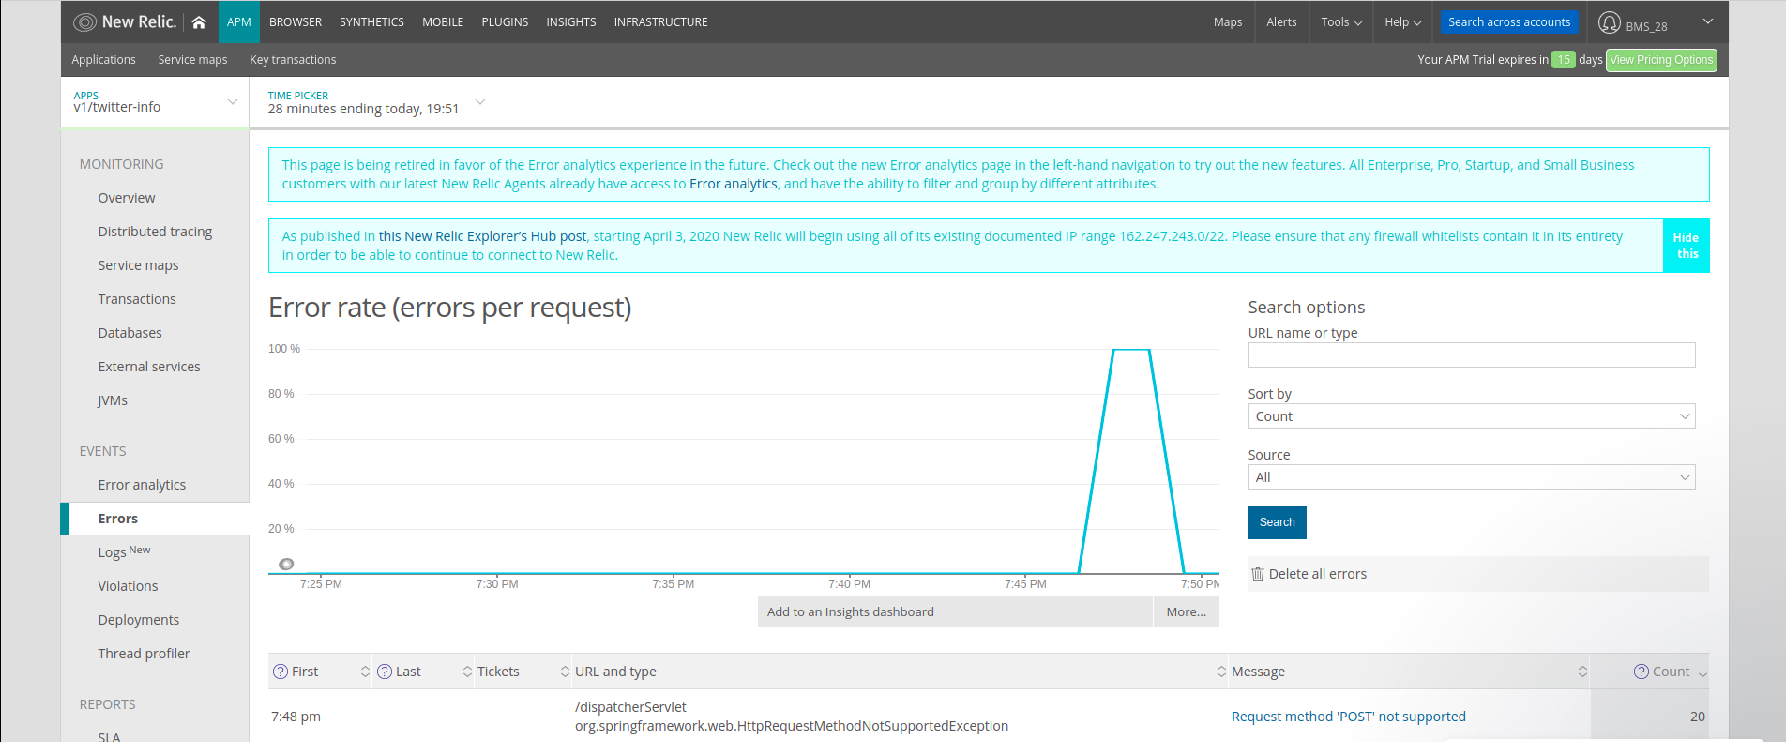 New Relic.
APM
BROWSER
SYNTHETICS
MOBILE
PLUGINS
INSIGHTS
INFRASTRUCTURE
Maps
Alerts
Tools
Help
Search across accounts
BMS_28
Applications
Service maps
Key transactions
Your APM Trial expires in 15 days
View Pricing Options
APPS
v1/twitter-info
TIME PICKER
28 minutes ending today, 19:51
MONITORING
Overview
Distributed tracing
Service maps
Transactions
Databases
External services
JVMs
EVENTS
Error analytics
Errors
Logs New
Violations
Deployments
Thread profiler
REPORTS
SLA
This page is being retired in favor of the Error analytics experience in the future. Check out the new Error analytics page in the left-hand navigation to try out the new features. All Enterprise, Pro, Startup, and Small Business
customers with our latest New Relic Agents already have access to Error analytics, and have the ability to filter and group by different attributes.
As published in this New Relic Explorer's Hub post, starting April 3, 2020 New Relic will begin using all of its existing documented IP range 162.247.243.0/22. Please ensure that any firewall whitelists contain it in its entirety
in order to be able to continue to connect to New Relic.
Hide
this
Error rate (errors per request)
100 %
80 %
60 %
40 %
20 %
7:25 PM
7:30 PM
7:35 PM
7:40 PM
7:45 PM
7:50 PM
Add to an Insights dashboard
More...
Search options
URL name or type
Sort by
Count
Source
All
Search
Delete all errors
? First
? Last
Tickets
URL and type
Message
? Count
7:48 pm
/dispatcherServlet
org.springframework.web.HttpRequestMethodNotSupportedException
Request method 'POST' not supported
20